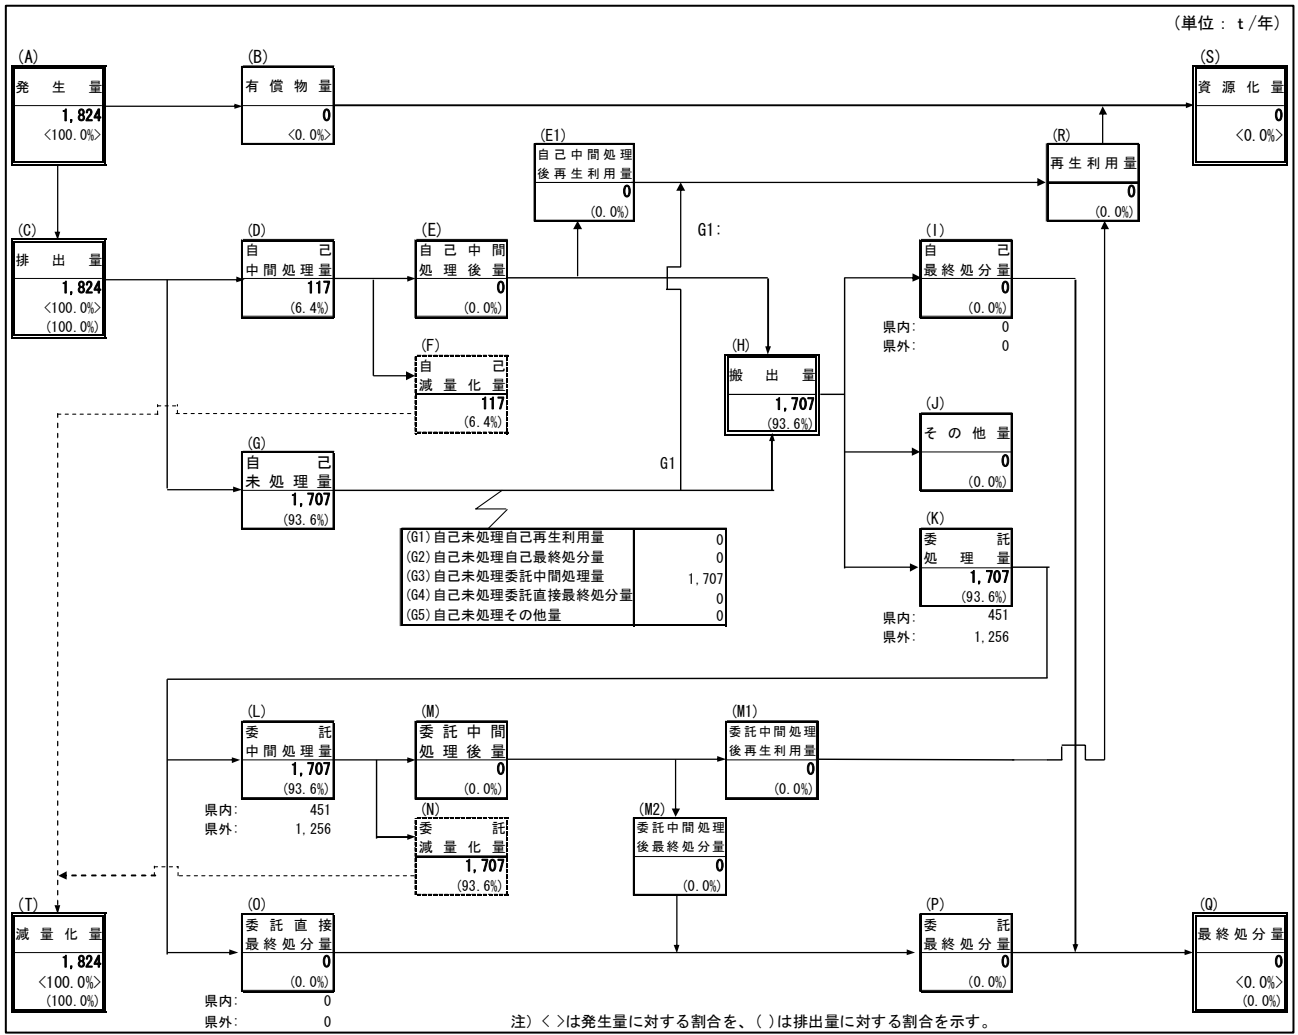 (単位：t/年)
(A)
発生量
1,824
<100.0%>
(B)
有償物量
0
<0.0%>
(S)
資源化量
0
<0.0%>
(E1)
自己中間処理
後再生利用量
0
(0.0%)
(R)
再生利用量
0
(0.0%)
G1:
(C)
排出量
1,824
<100.0%>
(100.0%)
(D)
自己
中間処理量
117
(6.4%)
(E)
自己中間
処理後量
0
(0.0%)
(I)
自己
最終処分量
0
(0.0%)
県内: 0
県外: 0
(F)
自己
減量化量
117
(6.4%)
(H)
搬出量
1,707
(93.6%)
(J)
その他量
0
(0.0%)
(G)
自己
未処理量
1,707
(93.6%)
G1
(G1)自己未処理自己再生利用量 0
(G2)自己未処理自己最終処分量 0
(G3)自己未処理委託中間処理量 1,707
(G4)自己未処理委託直接最終処分量 0
(G5)自己未処理その他量 0
(K)
委託
処理量
1,707
(93.6%)
県内: 451
県外: 1,256
(L)
委託
中間処理量
1,707
(93.6%)
県内: 451
県外: 1,256
(M)
委託中間
処理後量
0
(0.0%)
(M1)
委託中間処理
後再生利用量
0
(0.0%)
(N)
委託
減量化量
1,707
(93.6%)
(M2)
委託中間処理
後最終処分量
0
(0.0%)
(T)
減量化量
1,824
<100.0%>
(100.0%)
(O)
委託直接
最終処分量
0
(0.0%)
県内: 0
県外: 0
(P)
委託
最終処分量
0
(0.0%)
(Q)
最終処分量
0
<0.0%>
(0.0%)
注）< >は発生量に対する割合を、( )は排出量に対する割合を示す。